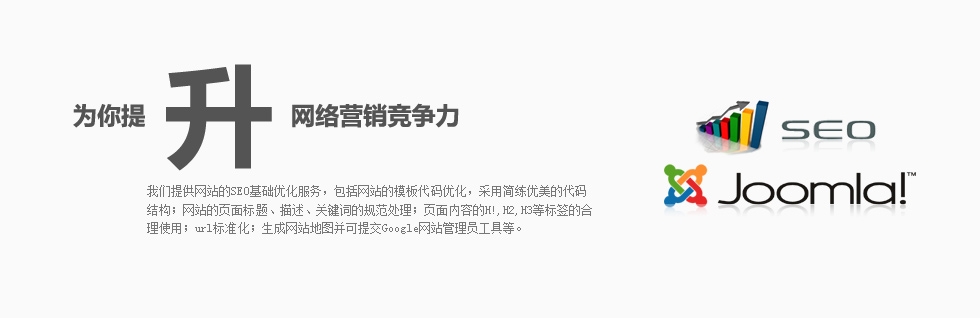 为你提升网络营销竞争力
我们提供网站的SEO基础优化服务，包括网站的模板代码优化，采用简练优美的代码
结构；网站的页面标题、描述、关键词的规范处理；页面内容的H!,H2,H3等标签的合
理使用；url标准化；生成网站地图并可提交Google网站管理员工具等。
SEO
Joomla!™